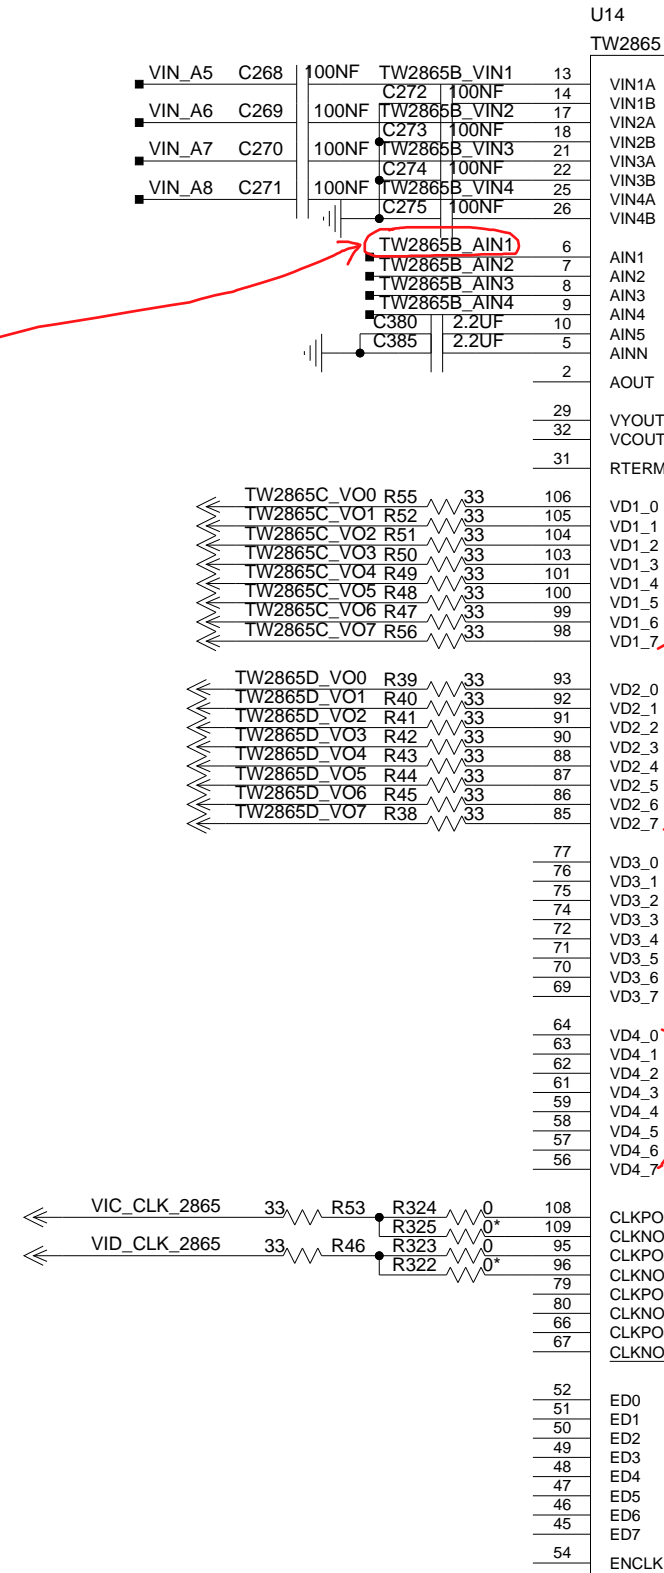 U14
TW2865
VIN_A5 C268 100NF TW2865B_VIN1 13 VIN1A
C272 100NF 14 VIN1B
VIN_A6 C269 100NF TW2865B_VIN2 17 VIN2A
C273 100NF 18 VIN2B
VIN_A7 C270 100NF TW2865B_VIN3 21 VIN3A
C274 100NF 22 VIN3B
VIN_A8 C271 100NF TW2865B_VIN4 25 VIN4A
C275 100NF 26 VIN4B
TW2865B_AIN1 6 AIN1
TW2865B_AIN2 7 AIN2
TW2865B_AIN3 8 AIN3
TW2865B_AIN4 9 AIN4
C380 2.2UF 10 AIN5
C385 2.2UF 5 AINN
2 AOUT
29 VYOUT
32 VCOUT
31 RTERM
TW2865C_VO0 R55 33 106 VD1_0
TW2865C_VO1 R52 33 105 VD1_1
TW2865C_VO2 R51 33 104 VD1_2
TW2865C_VO3 R50 33 103 VD1_3
TW2865C_VO4 R49 33 101 VD1_4
TW2865C_VO5 R48 33 100 VD1_5
TW2865C_VO6 R47 33 99 VD1_6
TW2865C_VO7 R56 33 98 VD1_7
TW2865D_VO0 R39 33 93 VD2_0
TW2865D_VO1 R40 33 92 VD2_1
TW2865D_VO2 R41 33 91 VD2_2
TW2865D_VO3 R42 33 90 VD2_3
TW2865D_VO4 R43 33 88 VD2_4
TW2865D_VO5 R44 33 87 VD2_5
TW2865D_VO6 R45 33 86 VD2_6
TW2865D_VO7 R38 33 85 VD2_7
77 VD3_0
76 VD3_1
75 VD3_2
74 VD3_3
72 VD3_4
71 VD3_5
70 VD3_6
69 VD3_7
64 VD4_0
63 VD4_1
62 VD4_2
61 VD4_3
59 VD4_4
58 VD4_5
57 VD4_6
56 VD4_7
VIC_CLK_2865 33 R53 R324 0 108 CLKPO
R325 0* 109 CLKNO
VID_CLK_2865 33 R46 R323 0 95 CLKPO
R322 0* 96 CLKNO
79 CLKPO
80 CLKNO
66 CLKPO
67 CLKNO
52 ED0
51 ED1
50 ED2
49 ED3
48 ED4
47 ED5
46 ED6
45 ED7
54 ENCLK